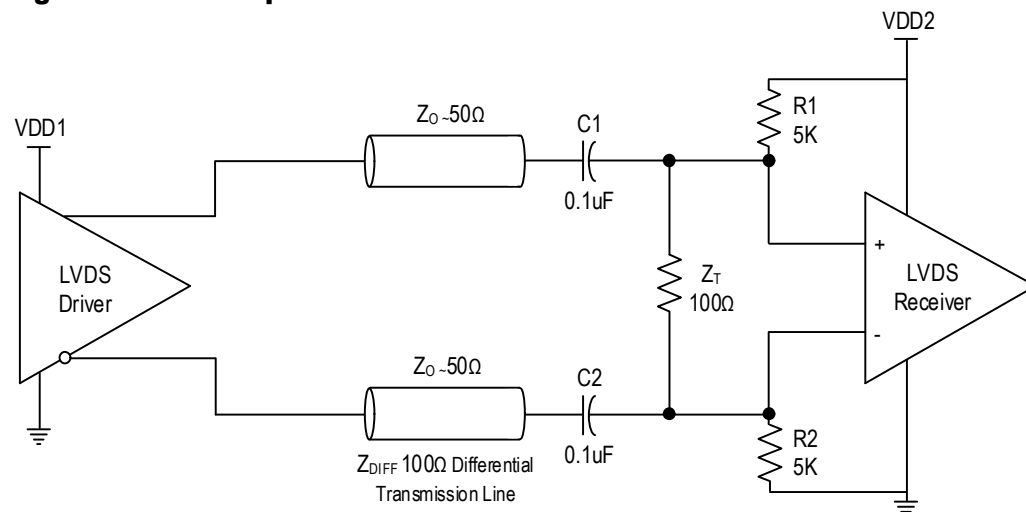 VDD2
Z₀ ~50Ω
C1
R1
5K
VDD1
0.1uF
+
LVDS
Driver
Z_T
100Ω
LVDS
Receiver
-
Z₀ ~50Ω
C2
R2
5K
0.1uF
Z_DIFF 100Ω Differential
Transmission Line